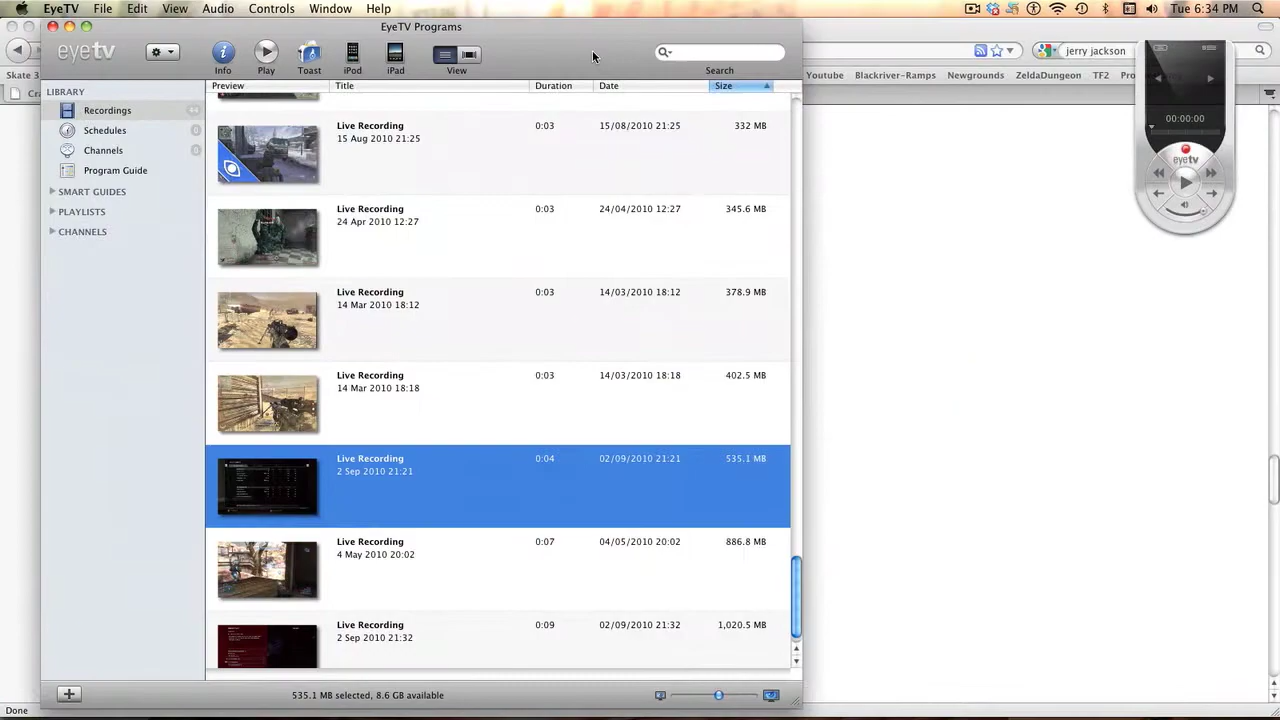 EyeTV File Edit View Audio Controls Window Help Tue 6:34 PM
EyeTV Programs
eyetv
Info Play Toast iPod iPad View Search
jerry jackson
Skate 3
Youtube Blackriver-Ramps Newgrounds ZeldaDungeon TF2
LIBRARY
Recordings 44
Schedules 0
Channels 0
Program Guide
SMART GUIDES
PLAYLISTS
CHANNELS
Preview Title Duration Date Size
Live Recording 0:03 15/08/2010 21:25 332 MB
15 Aug 2010 21:25
Live Recording 0:03 24/04/2010 12:27 345.6 MB
24 Apr 2010 12:27
Live Recording 0:03 14/03/2010 18:12 378.9 MB
14 Mar 2010 18:12
Live Recording 0:03 14/03/2010 18:18 402.5 MB
14 Mar 2010 18:18
Live Recording 0:04 02/09/2010 21:21 535.1 MB
2 Sep 2010 21:21
Live Recording 0:07 04/05/2010 20:02 886.8 MB
4 May 2010 20:02
Live Recording 0:09 02/09/2010 21:32 1,020.5 MB
2 Sep 2010 21:32
535.1 MB selected, 8.6 GB available
00:00:00
eyetv
Done